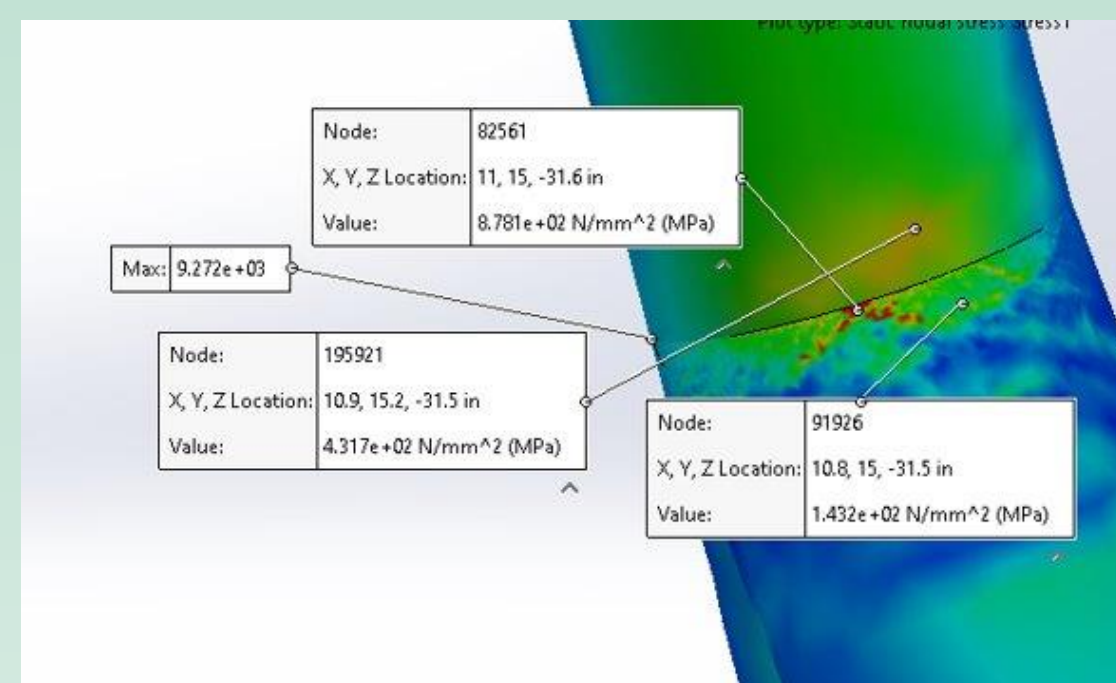 Plot type: Static nodal stress Stress1
Node: 82561
X, Y, Z Location: 11, 15, -31.6 in
Value: 8.781e+02 N/mm^2 (MPa)
Max: 9.272e+03
Node: 195921
X, Y, Z Location: 10.9, 15.2, -31.5 in
Value: 4.317e+02 N/mm^2 (MPa)
Node: 91926
X, Y, Z Location: 10.8, 15, -31.5 in
Value: 1.432e+02 N/mm^2 (MPa)